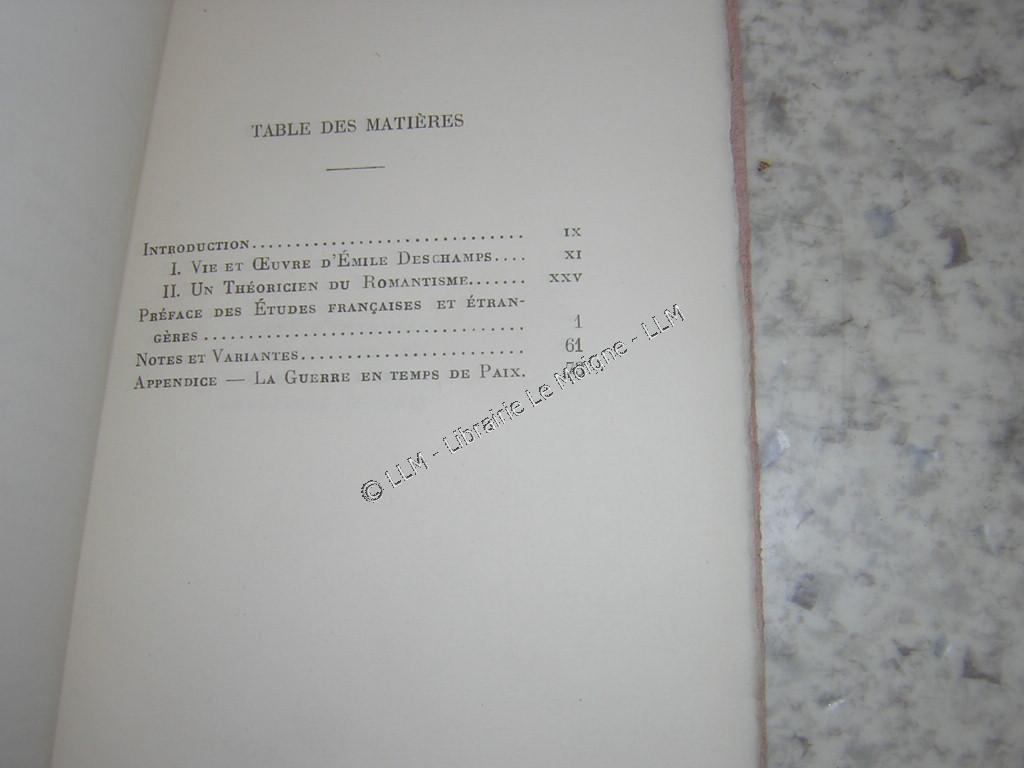 TABLE DES MATIÈRES
INTRODUCTION.............................. IX
I. VIE ET ŒUVRE D'ÉMILE DESCHAMPS.... XI
II. UN THÉORICIEN DU ROMANTISME....... XXV
PRÉFACE DES ÉTUDES FRANÇAISES ET ÉTRAN-
GÈRES .................................... 1
NOTES ET VARIANTES......................... 61
APPENDICE — LA GUERRE EN TEMPS DE PAIX.
© LLM - Librairie Le Moigne - LLM